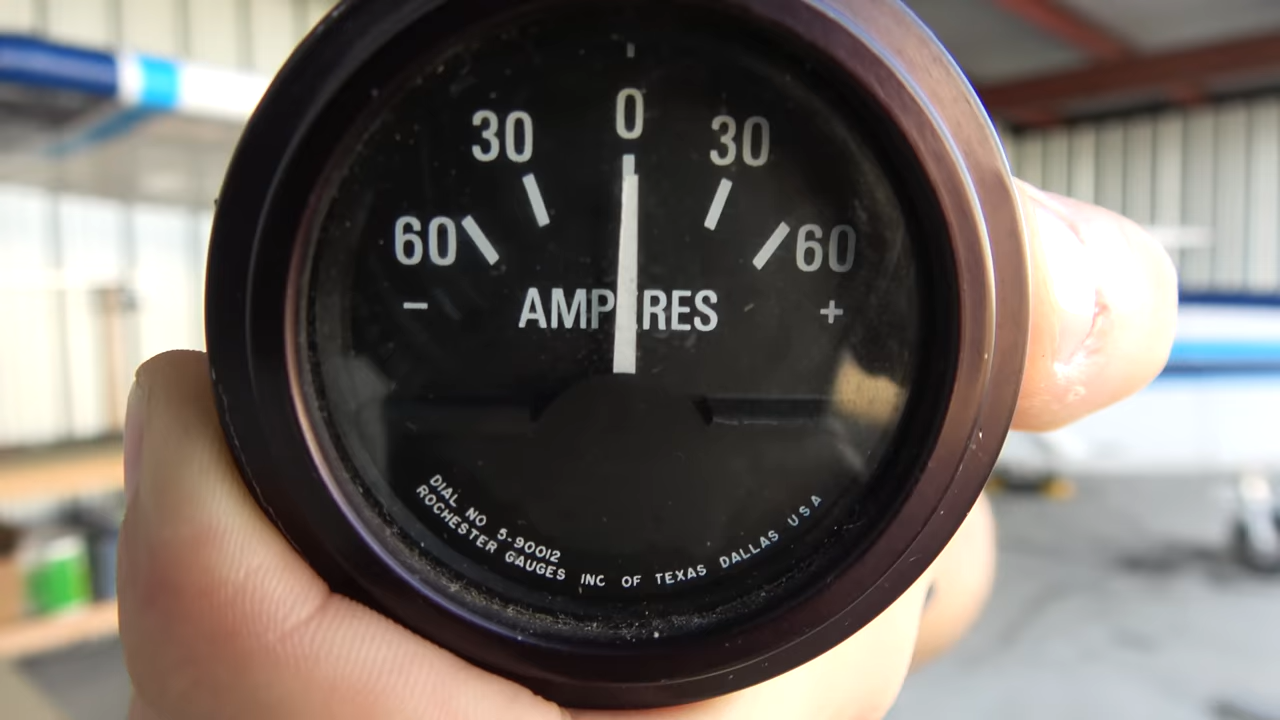 0
30 30
60 60
- +
AMPERES
DIAL NO 5-90012
ROCHESTER GAUGES INC OF TEXAS DALLAS USA